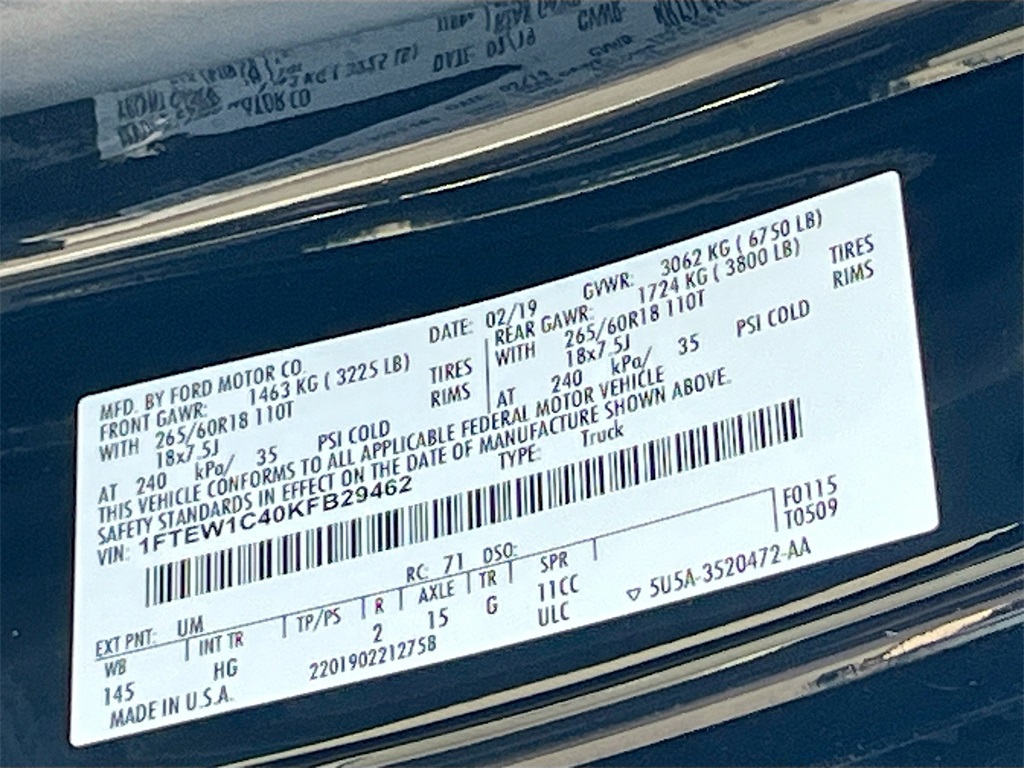 MFD. BY FORD MOTOR CO.
DATE: 02/19
GVWR: 3062 KG ( 6750 LB)
FRONT GAWR: 1463 KG ( 3225 LB)
WITH 265/60R18 110T TIRES
18x7.5J RIMS
AT 240 kPa/ 35 PSI COLD
REAR GAWR: 1724 KG ( 3800 LB)
WITH 265/60R18 110T TIRES
18x7.5J RIMS
AT 240 kPa/ 35 PSI COLD
THIS VEHICLE CONFORMS TO ALL APPLICABLE FEDERAL MOTOR VEHICLE
SAFETY STANDARDS IN EFFECT ON THE DATE OF MANUFACTURE SHOWN ABOVE.
VIN: 1FTEW1C40KFB29462
TYPE: Truck
F0115
T0509
EXT PNT: UM RC: 71 DSO:
WB INT TR TP/PS R AXLE TR SPR
145 HG 2 15 G 11CC
ULC
MADE IN U.S.A. 2201902212758
▽ 5U5A-3520472-AA